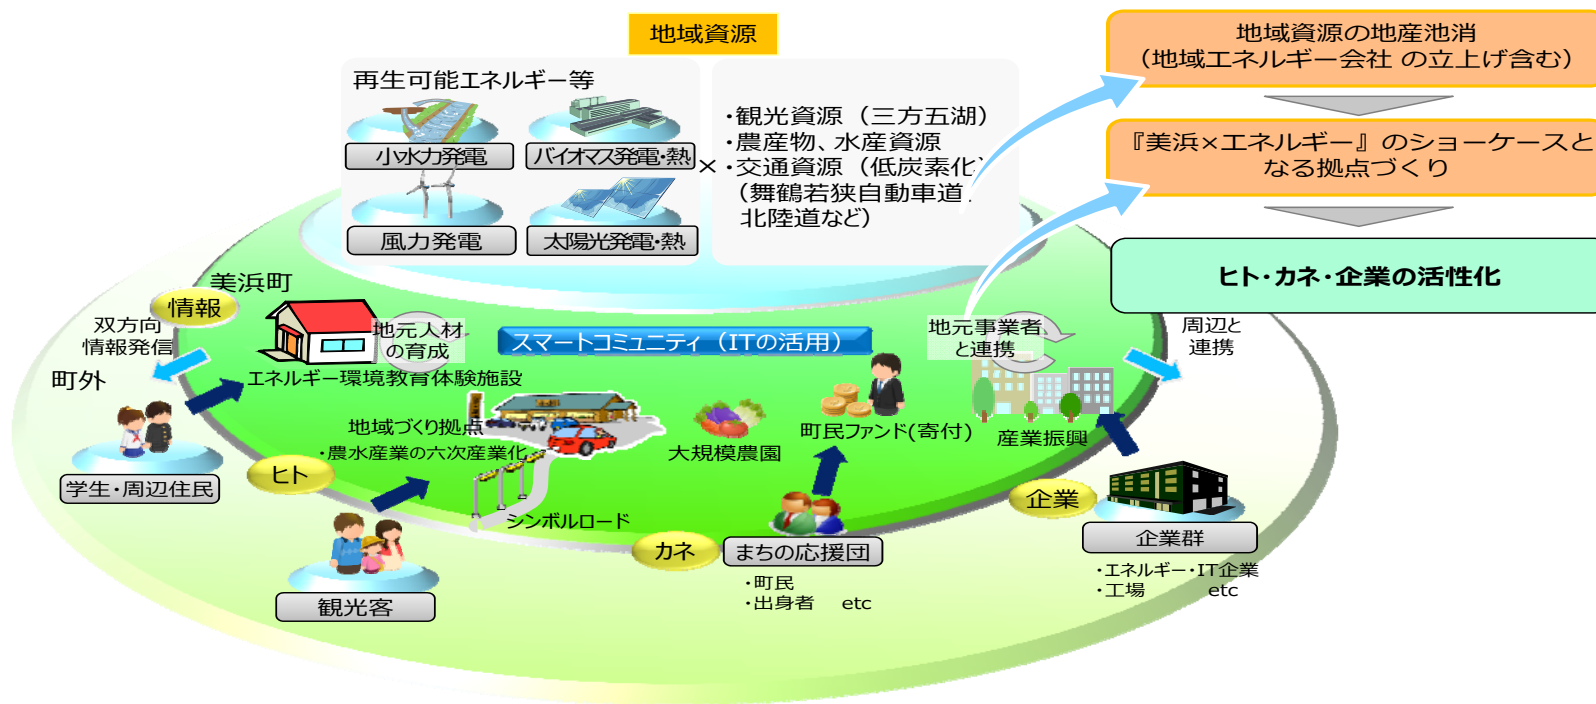 地域資源
再生可能エネルギー等
小水力発電
バイオマス発電・熱
風力発電
太陽光発電・熱
×
・観光資源（三方五湖）
・農産物、水産資源
・交通資源（低炭素化）
（舞鶴若狭自動車道、
北陸道など）
地域資源の地産池消
（地域エネルギー会社 の立上げ含む）
『美浜×エネルギー』のショーケースと
なる拠点づくり
ヒト・カネ・企業の活性化
美浜町
情報
双方向
情報発信
町外
地元人材
の育成
エネルギー環境教育体験施設
スマートコミュニティ（ITの活用）
地元事業者
と連携
周辺と
連携
地域づくり拠点
・農水産業の六次産業化
大規模農園
町民ファンド(寄付)
産業振興
学生・周辺住民
ヒト
シンボルロード
観光客
カネ
まちの応援団
・町民
・出身者　etc
企業
企業群
・エネルギー・IT企業
・工場　　etc